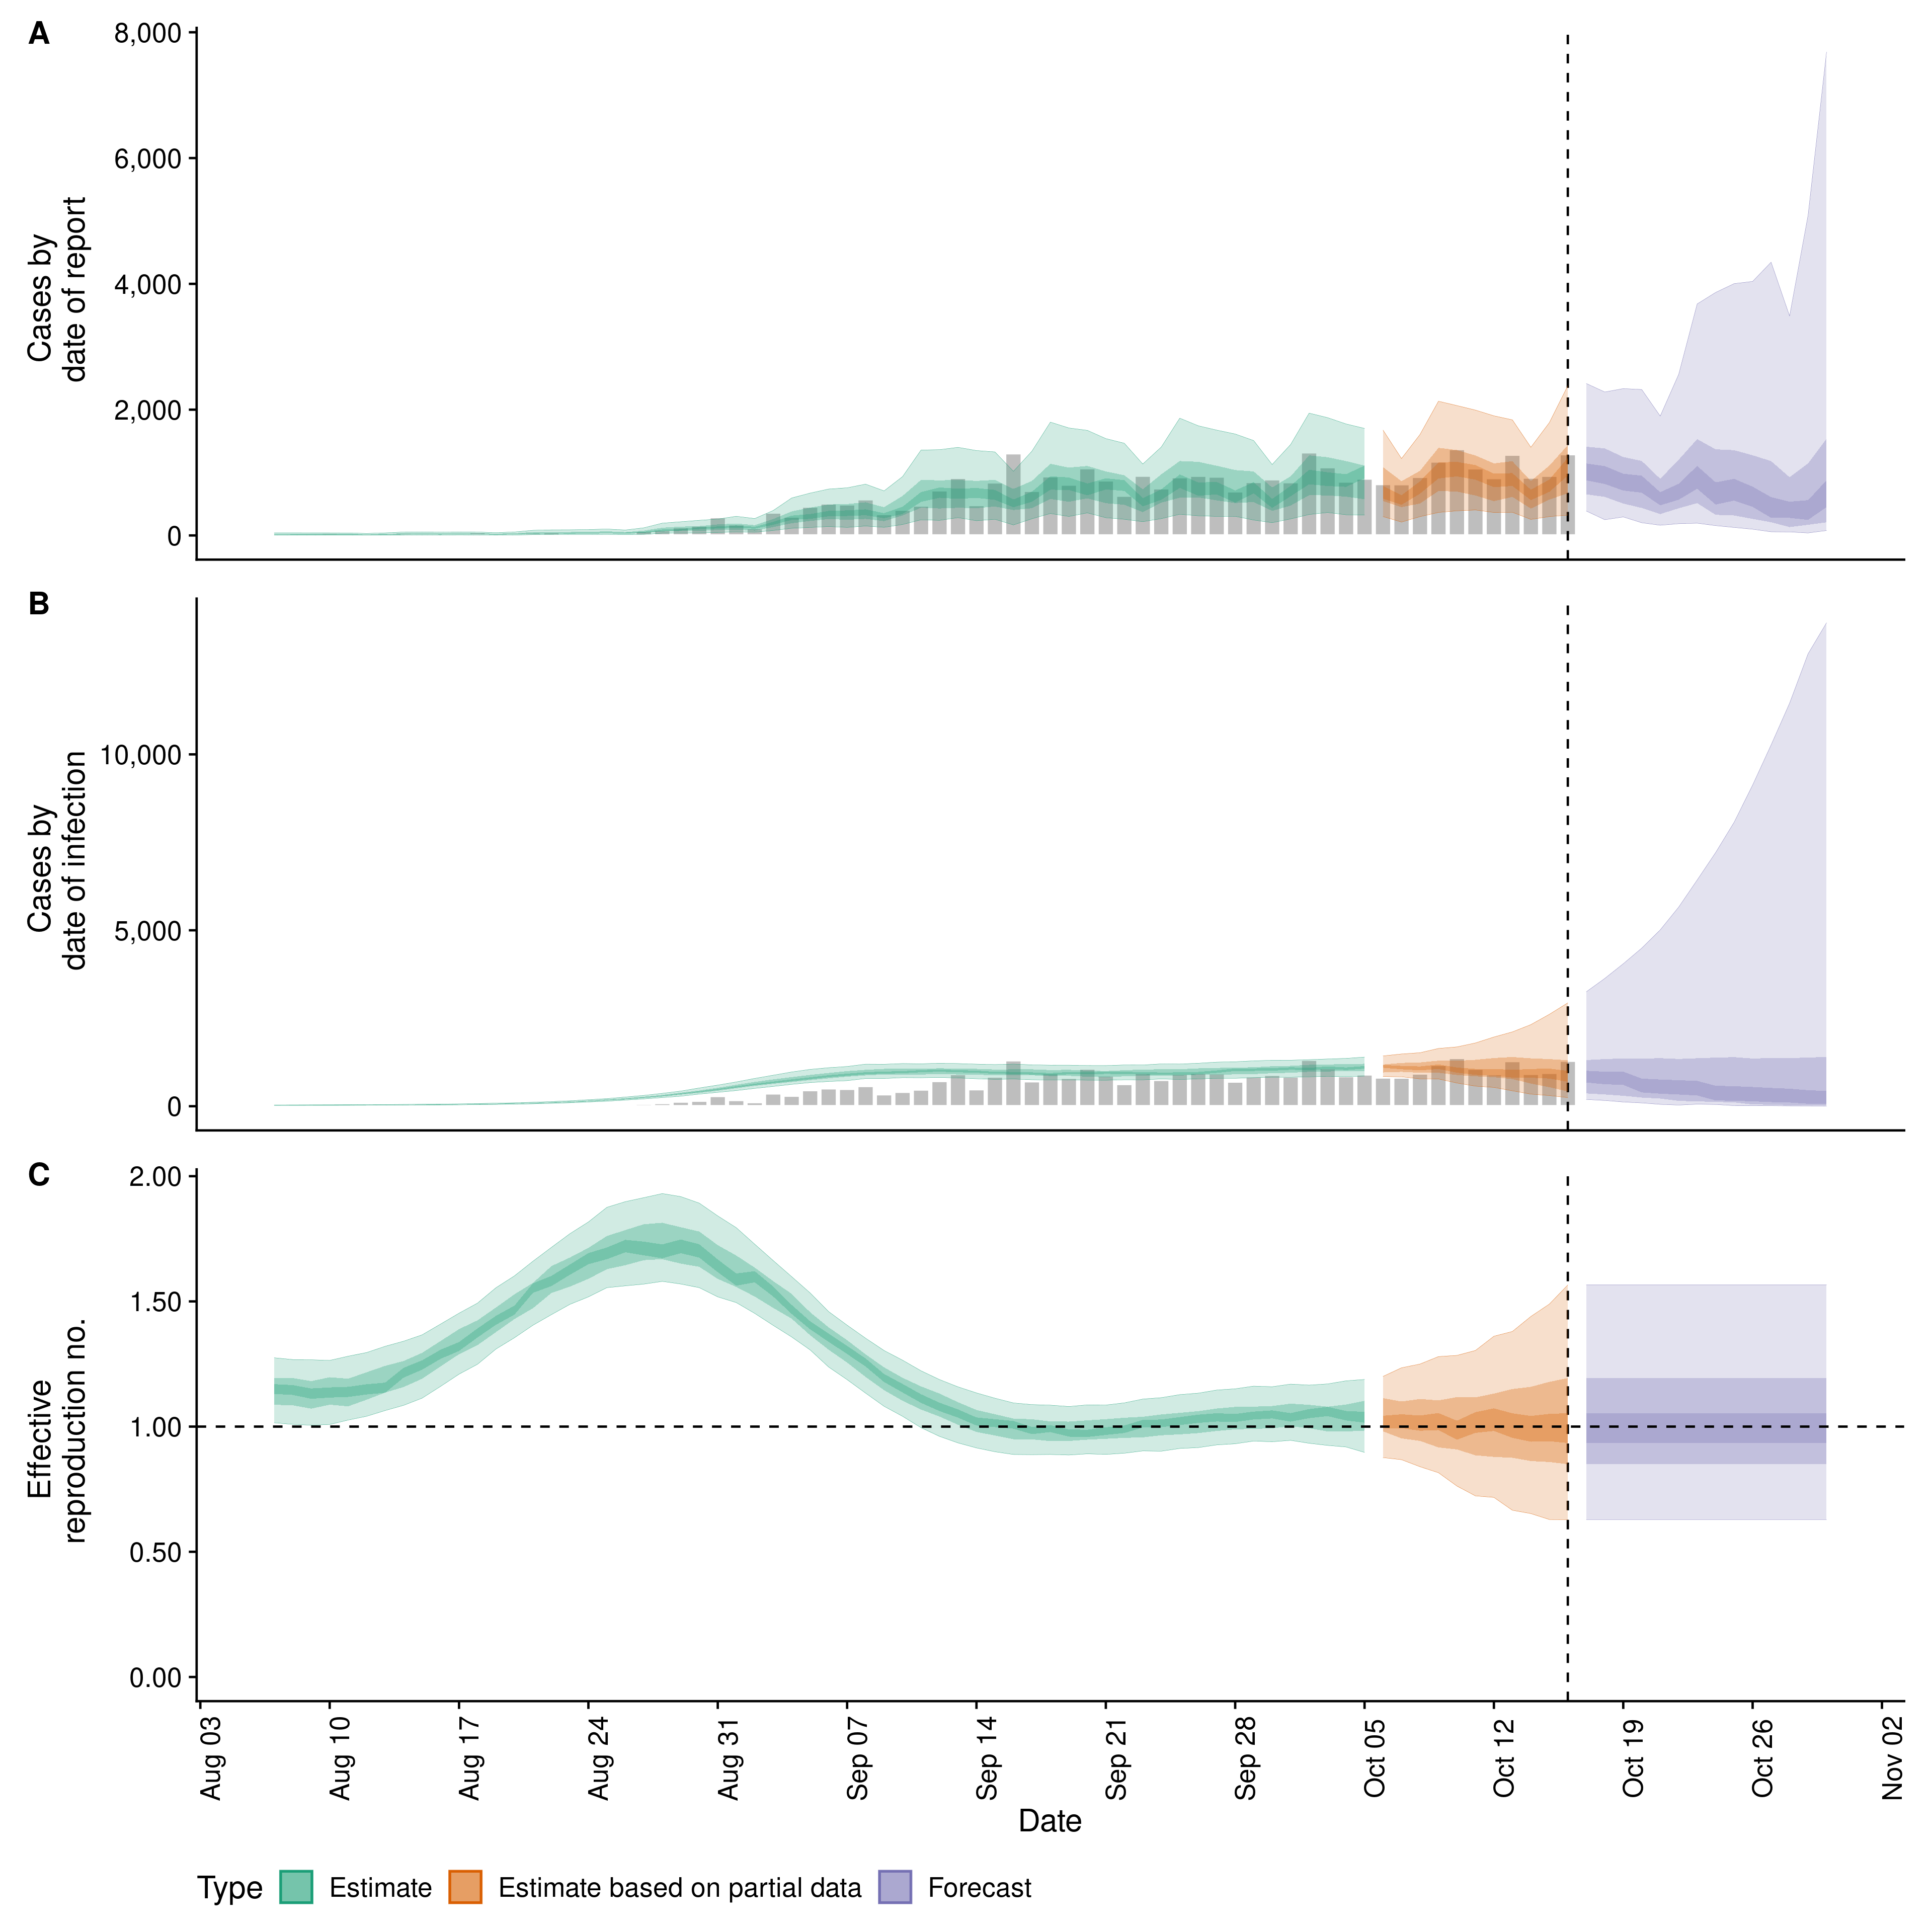 A
8,000
6,000
4,000
2,000
0
Cases by
date of report
B
10,000
5,000
0
Cases by
date of infection
C
2.00
1.50
1.00
0.50
0.00
Effective
reproduction no.
Aug 03
Aug 10
Aug 17
Aug 24
Aug 31
Sep 07
Sep 14
Sep 21
Sep 28
Oct 05
Oct 12
Oct 19
Oct 26
Nov 02
Date
Type Estimate Estimate based on partial data Forecast